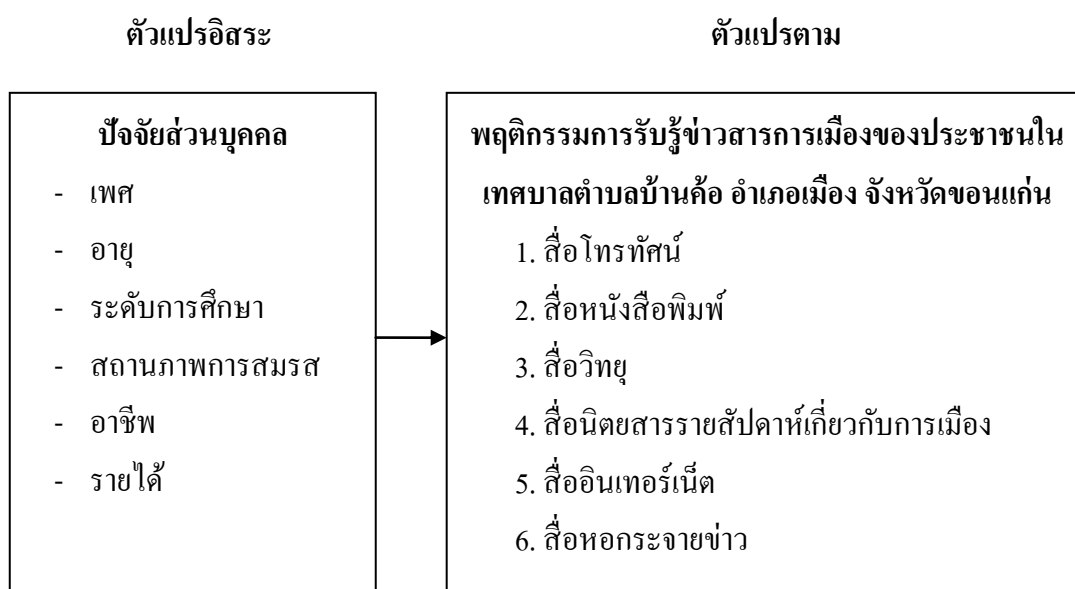 ตัวแปรอิสระ
ตัวแปรตาม
ปัจจัยส่วนบุคคล
- เพศ
- อายุ
- ระดับการศึกษา
- สถานภาพการสมรส
- อาชีพ
- รายได้
พฤติกรรมการรับรู้ข่าวสารการเมืองของประชาชนใน
เทศบาลตำบลบ้านค้อ อำเภอเมือง จังหวัดขอนแก่น
1. สื่อโทรทัศน์
2. สื่อหนังสือพิมพ์
3. สื่อวิทยุ
4. สื่อนิตยสารรายสัปดาห์เกี่ยวกับการเมือง
5. สื่ออินเทอร์เน็ต
6. สื่อหอกระจายข่าว